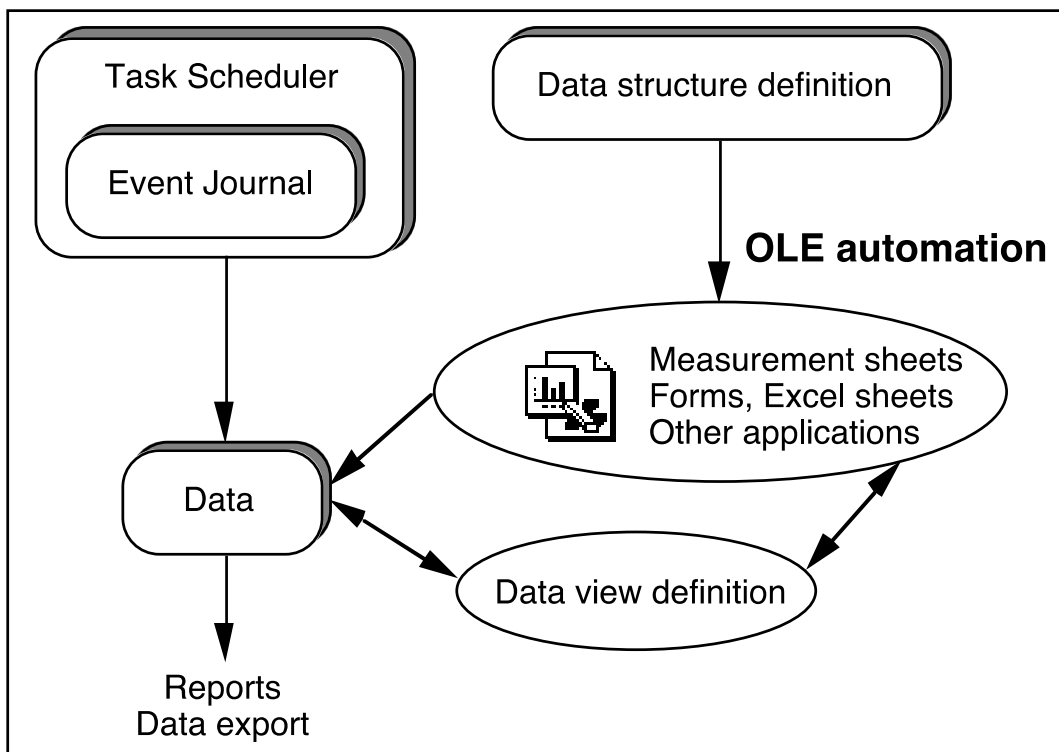 Task Scheduler
Event Journal
Data structure definition
OLE automation
Measurement sheets
Forms, Excel sheets
Other applications
Data
Data view definition
Reports
Data export